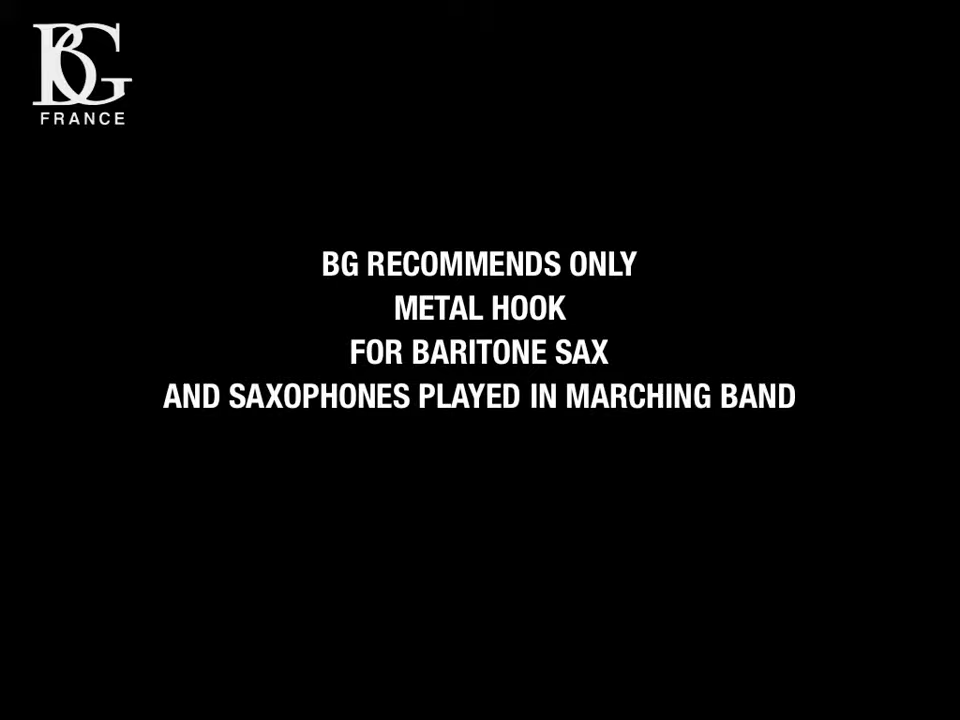 BG
FRANCE
BG RECOMMENDS ONLY
METAL HOOK
FOR BARITONE SAX
AND SAXOPHONES PLAYED IN MARCHING BAND